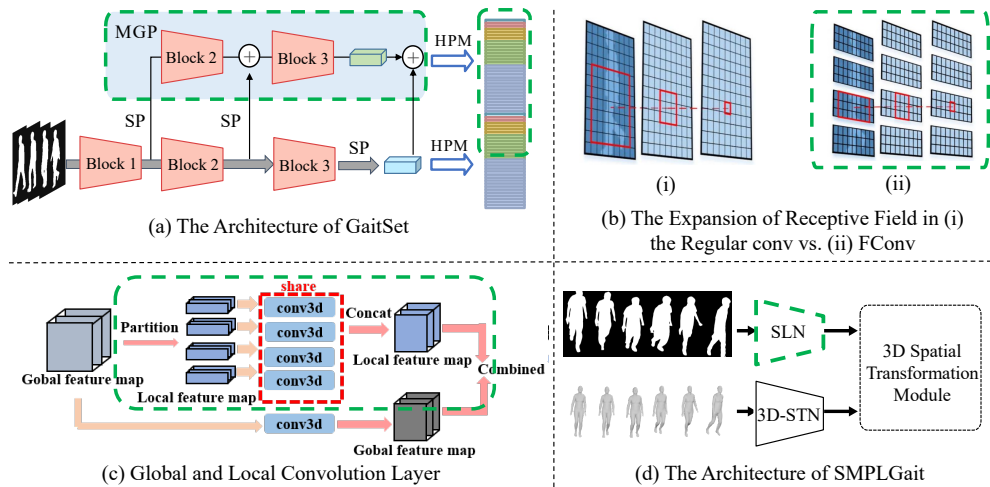 MGP
Block 2
+
Block 3
+
HPM
SP
SP
Block 1
Block 2
Block 3
SP
HPM
(a) The Architecture of GaitSet
(i)
(ii)
(b) The Expansion of Receptive Field in (i)
the Regular conv vs. (ii) FConv
share
Partition
conv3d
conv3d
conv3d
conv3d
Concat
Gobal feature map
Local feature map
Local feature map
Combined
conv3d
Gobal feature map
(c) Global and Local Convolution Layer
SLN
3D-STN
3D Spatial
Transformation
Module
(d) The Architecture of SMPLGait